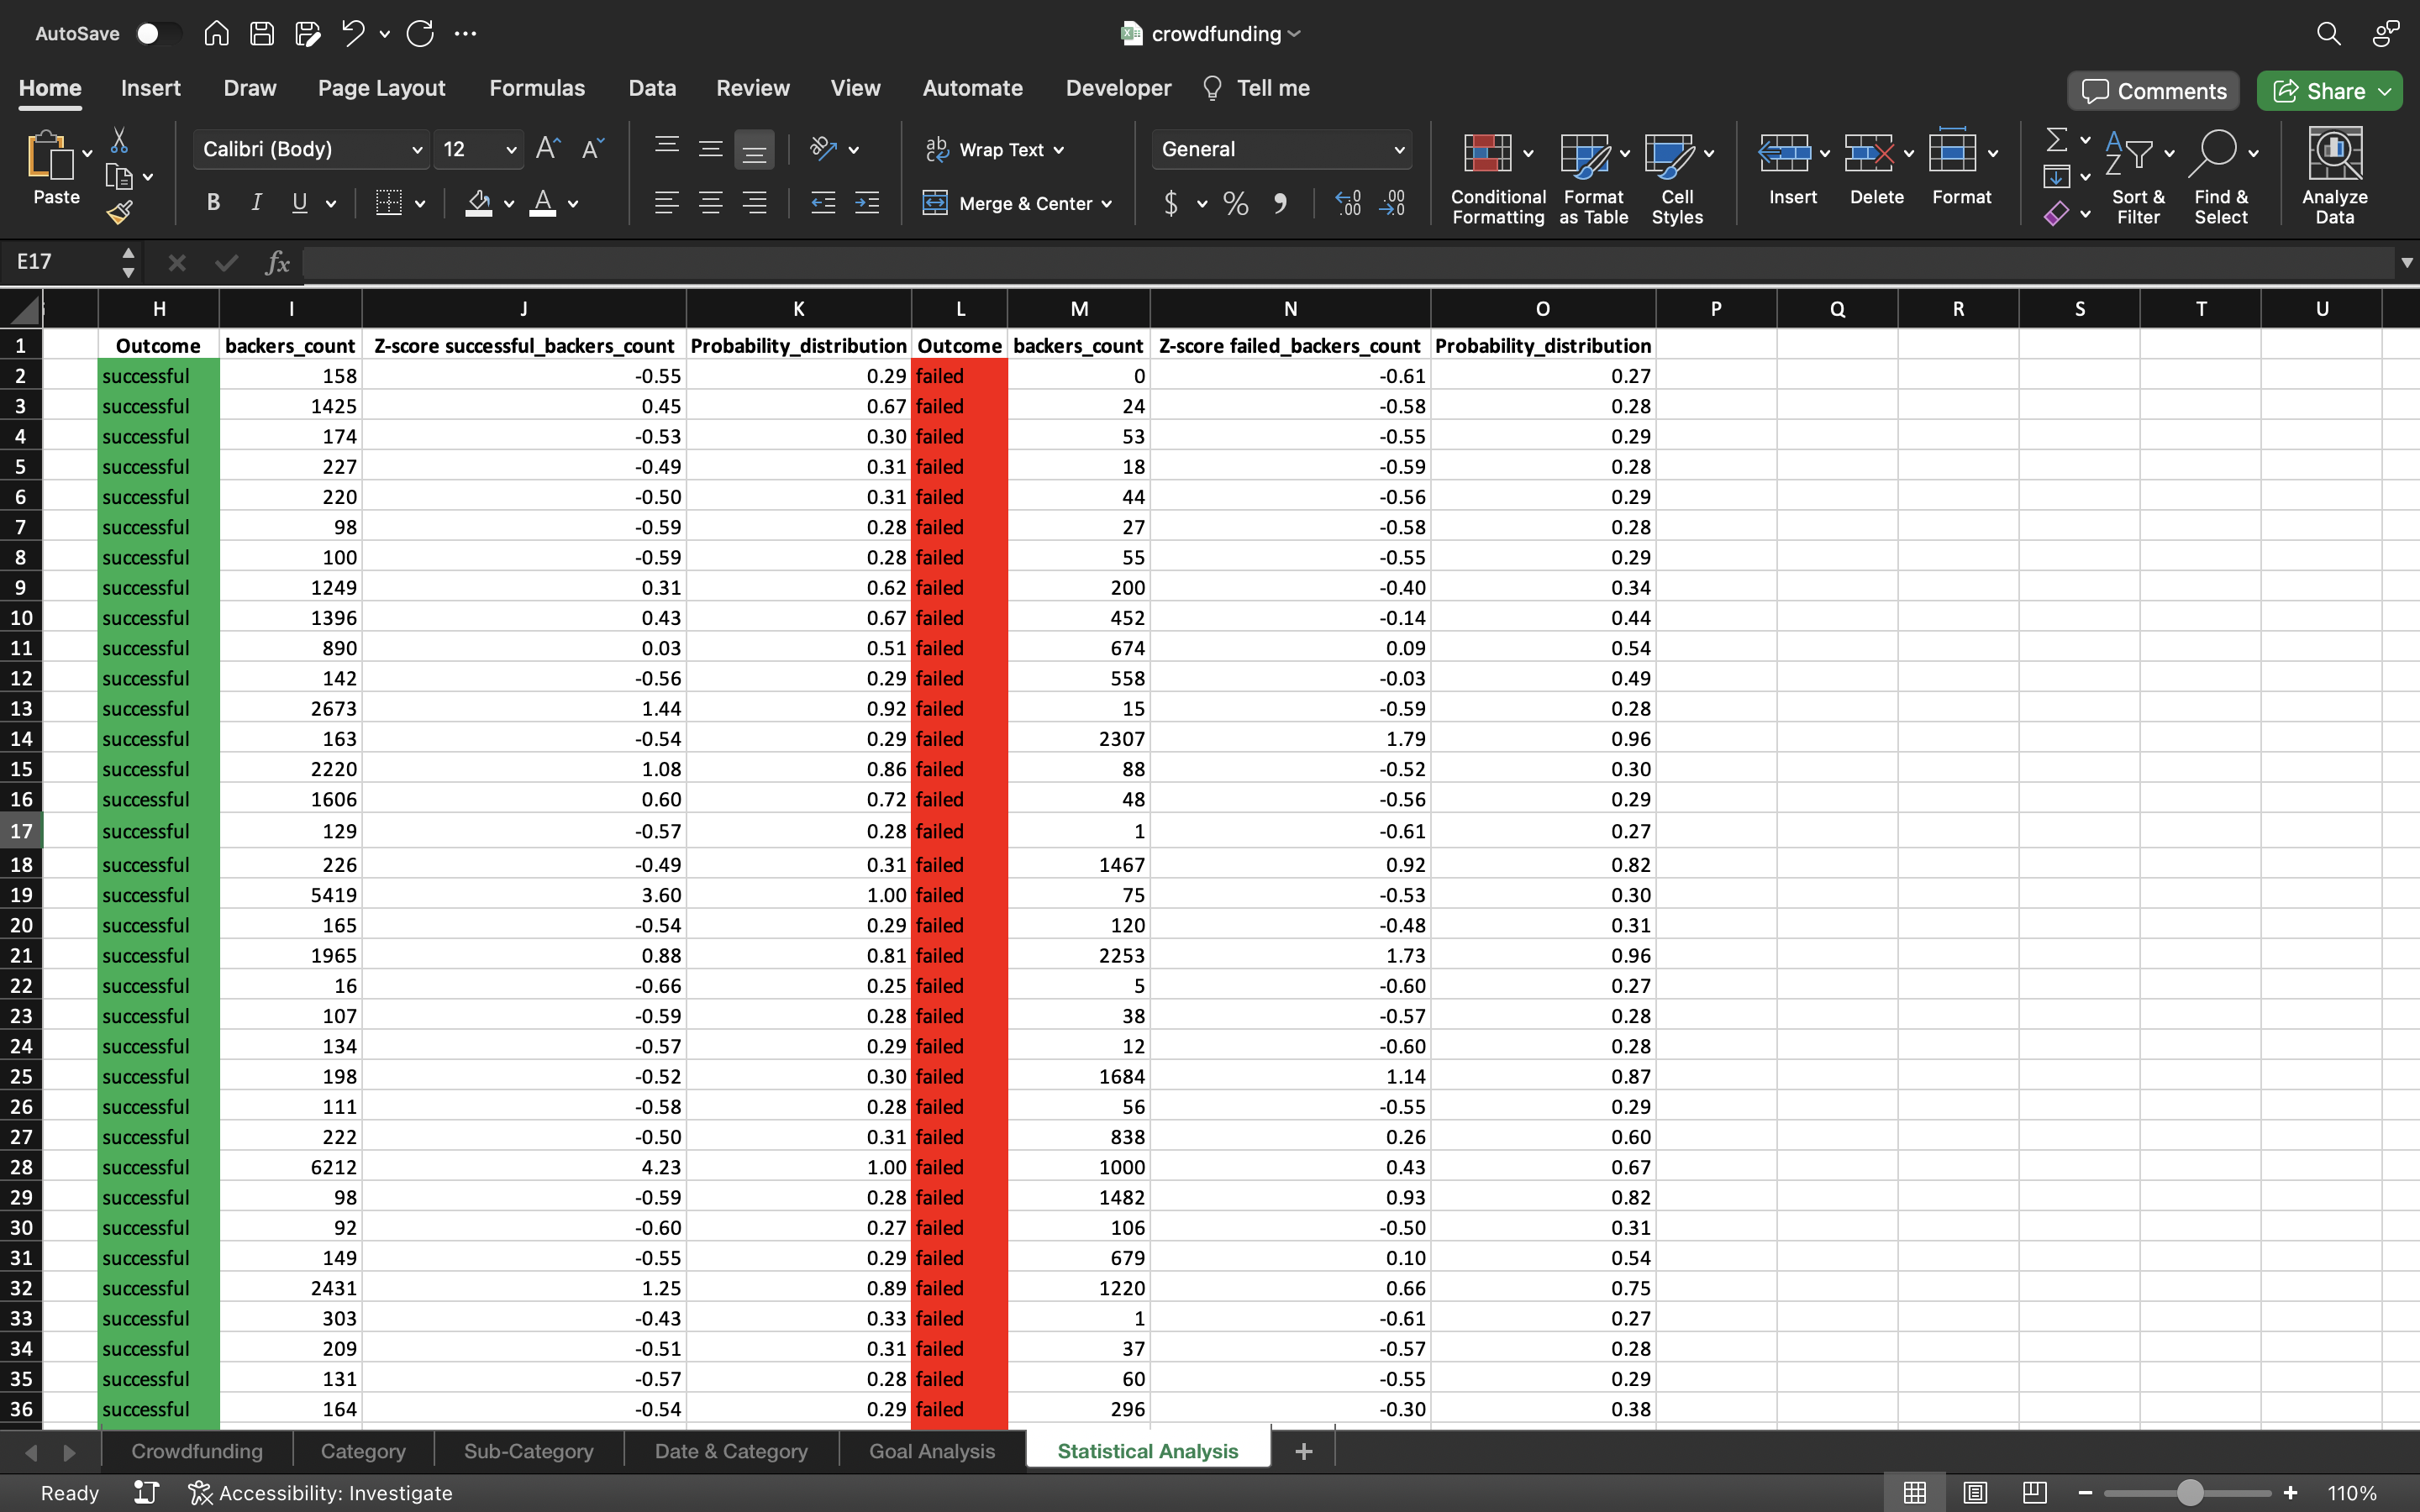 AutoSave crowdfunding
Home Insert Draw Page Layout Formulas Data Review View Automate Developer Tell me Comments Share
Paste Calibri (Body) 12 Wrap Text General Conditional Formatting Format as Table Cell Styles Insert Delete Format Sort & Filter Find & Select Analyze Data
B I U Merge & Center $ %
E17 fx
H I J K L M N O P Q R S T U
1 Outcome backers_count Z-score successful_backers_count Probability_distribution Outcome backers_count Z-score failed_backers_count Probability_distribution
2 successful 158 -0.55 0.29 failed 0 -0.61 0.27
3 successful 1425 0.45 0.67 failed 24 -0.58 0.28
4 successful 174 -0.53 0.30 failed 53 -0.55 0.29
5 successful 227 -0.49 0.31 failed 18 -0.59 0.28
6 successful 220 -0.50 0.31 failed 44 -0.56 0.29
7 successful 98 -0.59 0.28 failed 27 -0.58 0.28
8 successful 100 -0.59 0.28 failed 55 -0.55 0.29
9 successful 1249 0.31 0.62 failed 200 -0.40 0.34
10 successful 1396 0.43 0.67 failed 452 -0.14 0.44
11 successful 890 0.03 0.51 failed 674 0.09 0.54
12 successful 142 -0.56 0.29 failed 558 -0.03 0.49
13 successful 2673 1.44 0.92 failed 15 -0.59 0.28
14 successful 163 -0.54 0.29 failed 2307 1.79 0.96
15 successful 2220 1.08 0.86 failed 88 -0.52 0.30
16 successful 1606 0.60 0.72 failed 48 -0.56 0.29
17 successful 129 -0.57 0.28 failed 1 -0.61 0.27
18 successful 226 -0.49 0.31 failed 1467 0.92 0.82
19 successful 5419 3.60 1.00 failed 75 -0.53 0.30
20 successful 165 -0.54 0.29 failed 120 -0.48 0.31
21 successful 1965 0.88 0.81 failed 2253 1.73 0.96
22 successful 16 -0.66 0.25 failed 5 -0.60 0.27
23 successful 107 -0.59 0.28 failed 38 -0.57 0.28
24 successful 134 -0.57 0.29 failed 12 -0.60 0.28
25 successful 198 -0.52 0.30 failed 1684 1.14 0.87
26 successful 111 -0.58 0.28 failed 56 -0.55 0.29
27 successful 222 -0.50 0.31 failed 838 0.26 0.60
28 successful 6212 4.23 1.00 failed 1000 0.43 0.67
29 successful 98 -0.59 0.28 failed 1482 0.93 0.82
30 successful 92 -0.60 0.27 failed 106 -0.50 0.31
31 successful 149 -0.55 0.29 failed 679 0.10 0.54
32 successful 2431 1.25 0.89 failed 1220 0.66 0.75
33 successful 303 -0.43 0.33 failed 1 -0.61 0.27
34 successful 209 -0.51 0.31 failed 37 -0.57 0.28
35 successful 131 -0.57 0.28 failed 60 -0.55 0.29
36 successful 164 -0.54 0.29 failed 296 -0.30 0.38
Crowdfunding Category Sub-Category Date & Category Goal Analysis Statistical Analysis +
Ready Accessibility: Investigate 110%